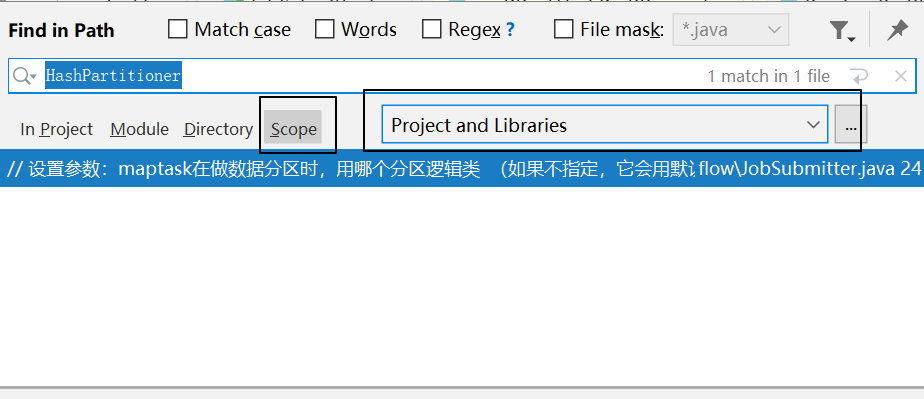 Find in Path Match case Words Regex ? File mask: *.java
HashPartitioner 1 match in 1 file
In Project Module Directory Scope Project and Libraries ...
// 设置参数：maptask在做数据分区时，用哪个分区逻辑类 （如果不指定，它会用默认 flow\JobSubmitter.java 24